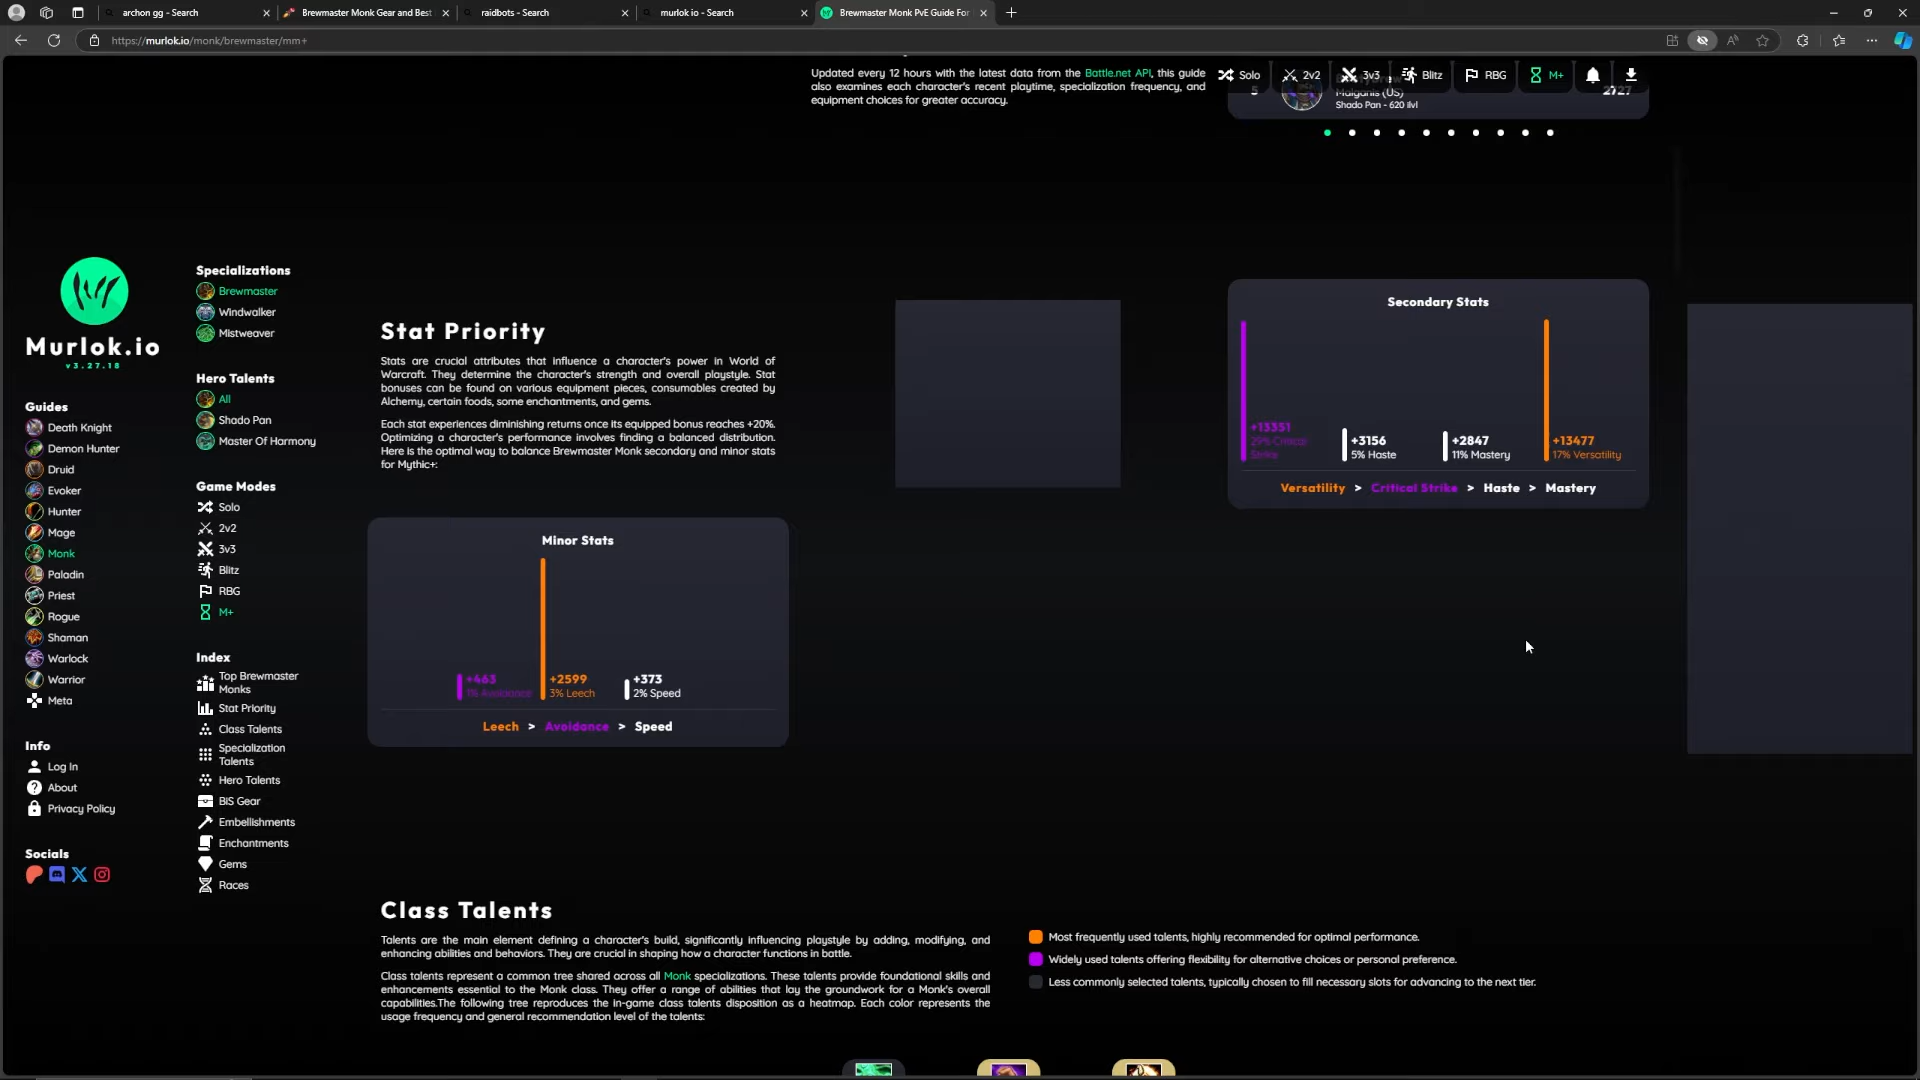 archon gg - Search
Brewmaster Monk Gear and Best
raidbots - Search
murlok io - Search
Brewmaster Monk PvE Guide For
https://murlok.io/monk/brewmaster/mm+
Updated every 12 hours with the latest data from the Battle.net API, this guide
also examines each character's recent playtime, specialization frequency, and
equipment choices for greater accuracy.
Solo
2v2
3v3
Blitz
RBG
M+
5
Malganis (US)
Shado Pan - 620 ilvl
2727
Murlok.io
v3.27.18
Guides
Death Knight
Demon Hunter
Druid
Evoker
Hunter
Mage
Monk
Paladin
Priest
Rogue
Shaman
Warlock
Warrior
Meta
Info
Log In
About
Privacy Policy
Socials
Specializations
Brewmaster
Windwalker
Mistweaver
Hero Talents
All
Shado Pan
Master Of Harmony
Game Modes
Solo
2v2
3v3
Blitz
RBG
M+
Index
Top Brewmaster
Monks
Stat Priority
Class Talents
Specialization
Talents
Hero Talents
BiS Gear
Embellishments
Enchantments
Gems
Races
Stat Priority
Stats are crucial attributes that influence a character's power in World of
Warcraft. They determine the character's strength and overall playstyle. Stat
bonuses can be found on various equipment pieces, consumables created by
Alchemy, certain foods, some enchantments, and gems.
Each stat experiences diminishing returns once its equipped bonus reaches +20%.
Optimizing a character's performance involves finding a balanced distribution.
Here is the optimal way to balance Brewmaster Monk secondary and minor stats
for Mythic+:
Secondary Stats
+13351
29% Critical
Strike
+3156
5% Haste
+2847
11% Mastery
+13477
17% Versatility
Versatility > Critical Strike > Haste > Mastery
Minor Stats
+463
1% Avoidance
+2599
3% Leech
+373
2% Speed
Leech > Avoidance > Speed
Class Talents
Talents are the main element defining a character's build, significantly influencing playstyle by adding, modifying, and
enhancing abilities and behaviors. They are crucial in shaping how a character functions in battle.
Class talents represent a common tree shared across all Monk specializations. These talents provide foundational skills and
enhancements essential to the Monk class. They offer a range of abilities that lay the groundwork for a Monk's overall
capabilities.The following tree reproduces the in-game class talents disposition as a heatmap. Each color represents the
usage frequency and general recommendation level of the talents:
Most frequently used talents, highly recommended for optimal performance.
Widely used talents offering flexibility for alternative choices or personal preference.
Less commonly selected talents, typically chosen to fill necessary slots for advancing to the next tier.